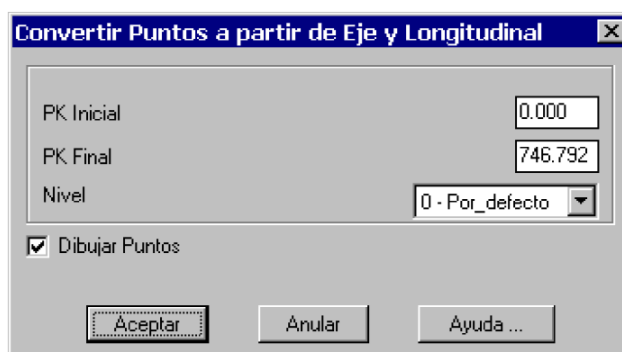 Convertir Puntos a partir de Eje y Longitudinal
PK Inicial 0.000
PK Final 746.792
Nivel 0 - Por_defecto
Dibujar Puntos
Aceptar Anular Ayuda ...